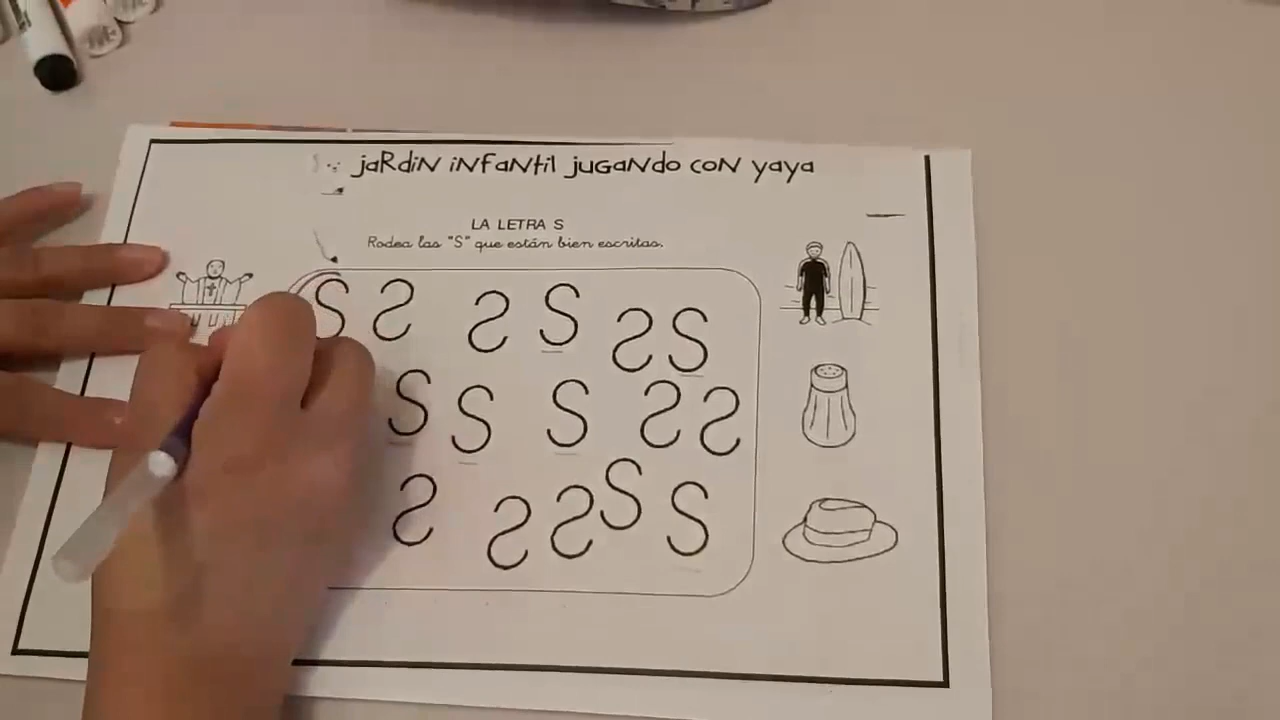 jaRdiN iNfaNtil jugaNdo coN yaya
LA LETRA S
Rodea las "S" que están bien escritas.
S Ƨ Ƨ S Ƨ S
S S S Ƨ Ƨ
Ƨ Ƨ Ƨ S S